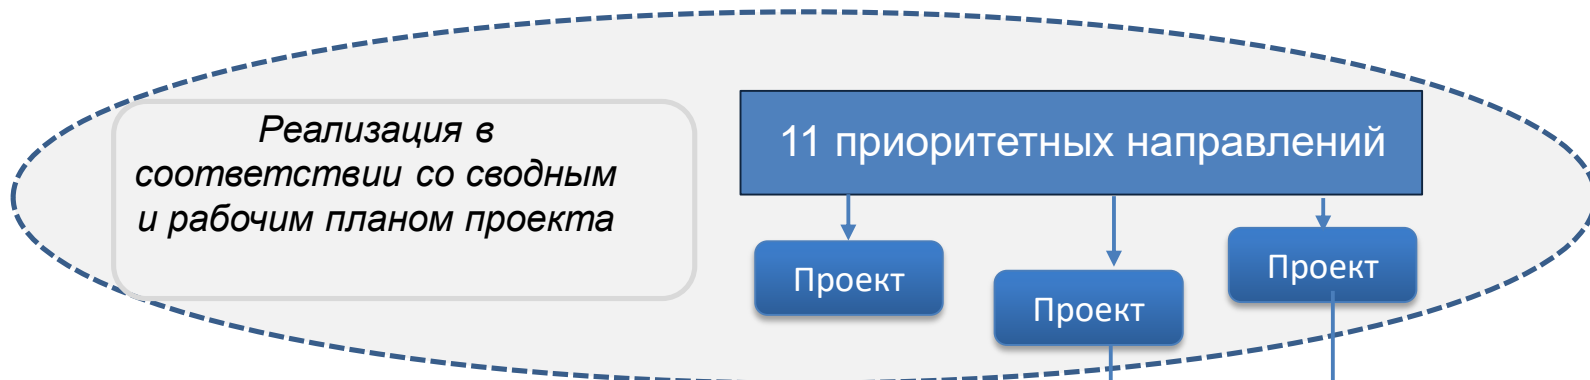 Реализация в
соответствии со сводным
и рабочим планом проекта
11 приоритетных направлений
Проект
Проект
Проект